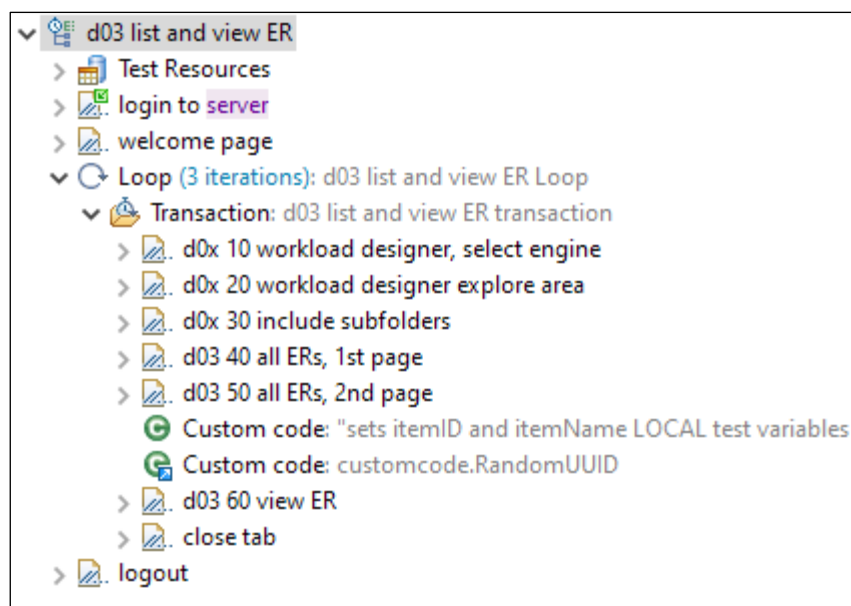 d03 list and view ER
Test Resources
login to server
welcome page
Loop (3 iterations): d03 list and view ER Loop
Transaction: d03 list and view ER transaction
d0x 10 workload designer, select engine
d0x 20 workload designer explore area
d0x 30 include subfolders
d03 40 all ERs, 1st page
d03 50 all ERs, 2nd page
Custom code: "sets itemID and itemName LOCAL test variables
Custom code: customcode.RandomUUID
d03 60 view ER
close tab
logout